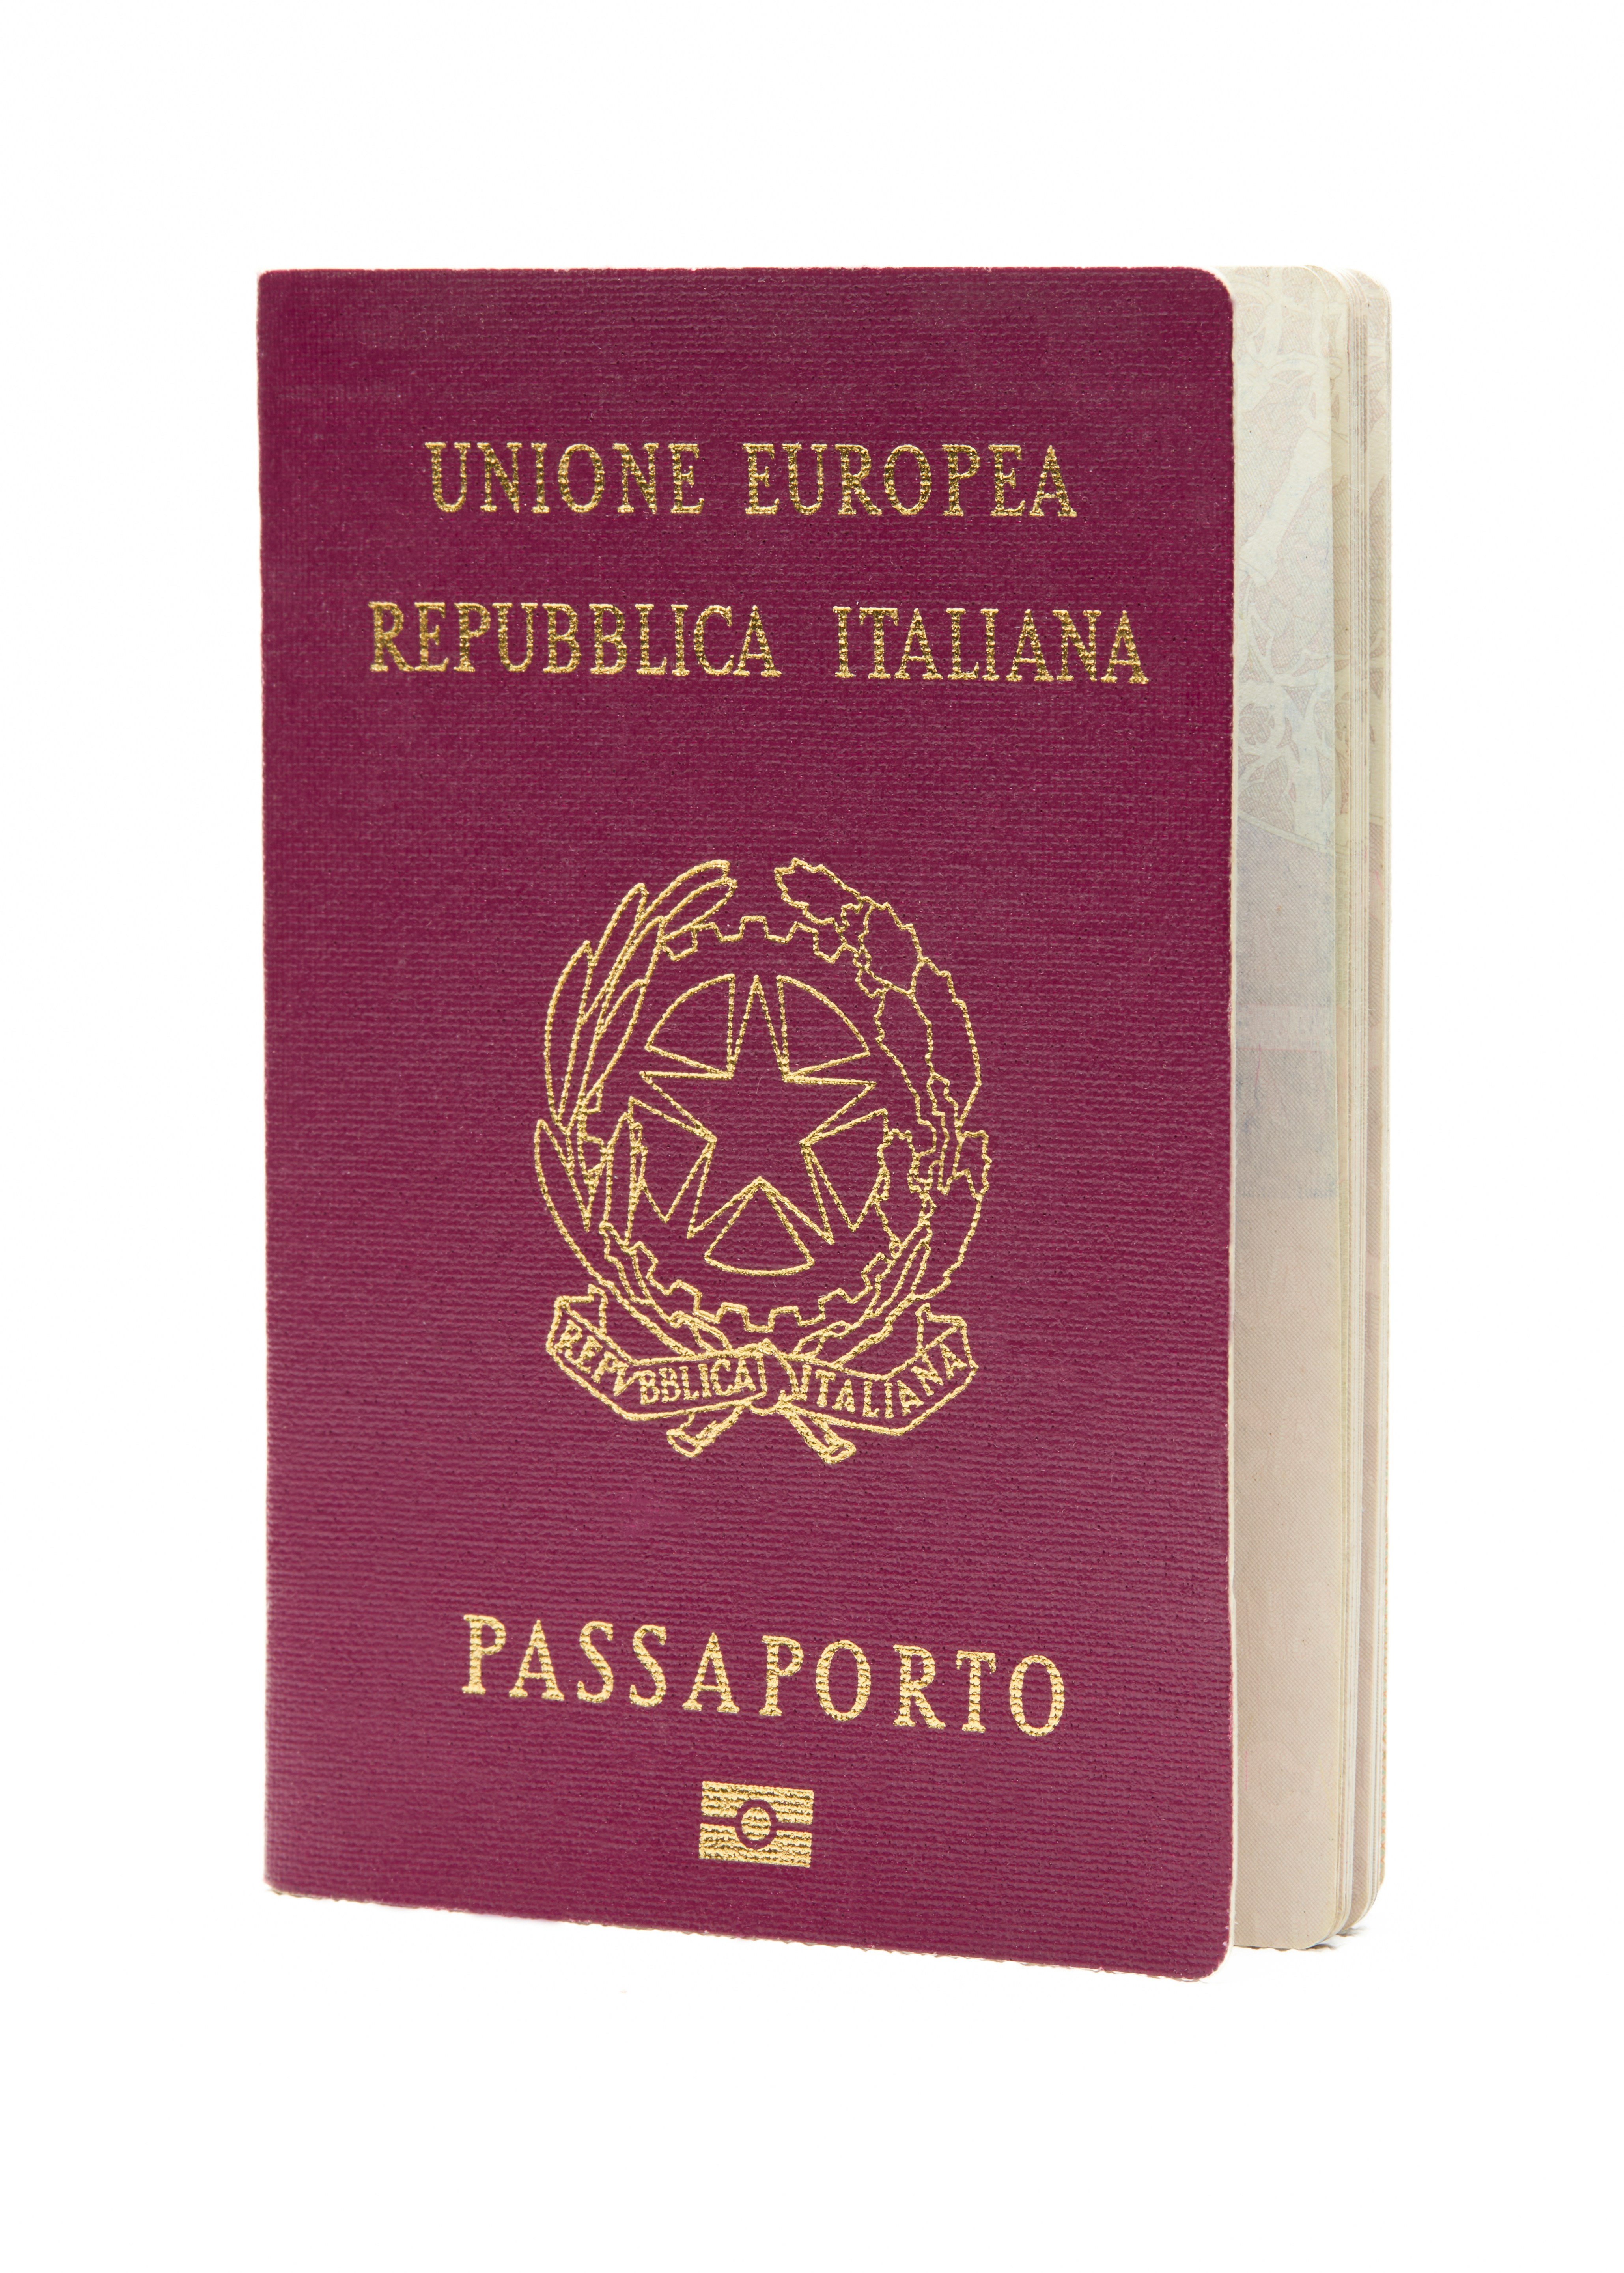 UNIONE EUROPEA
REPUBBLICA ITALIANA
REPVBBLICA ITALIANA
PASSAPORTO